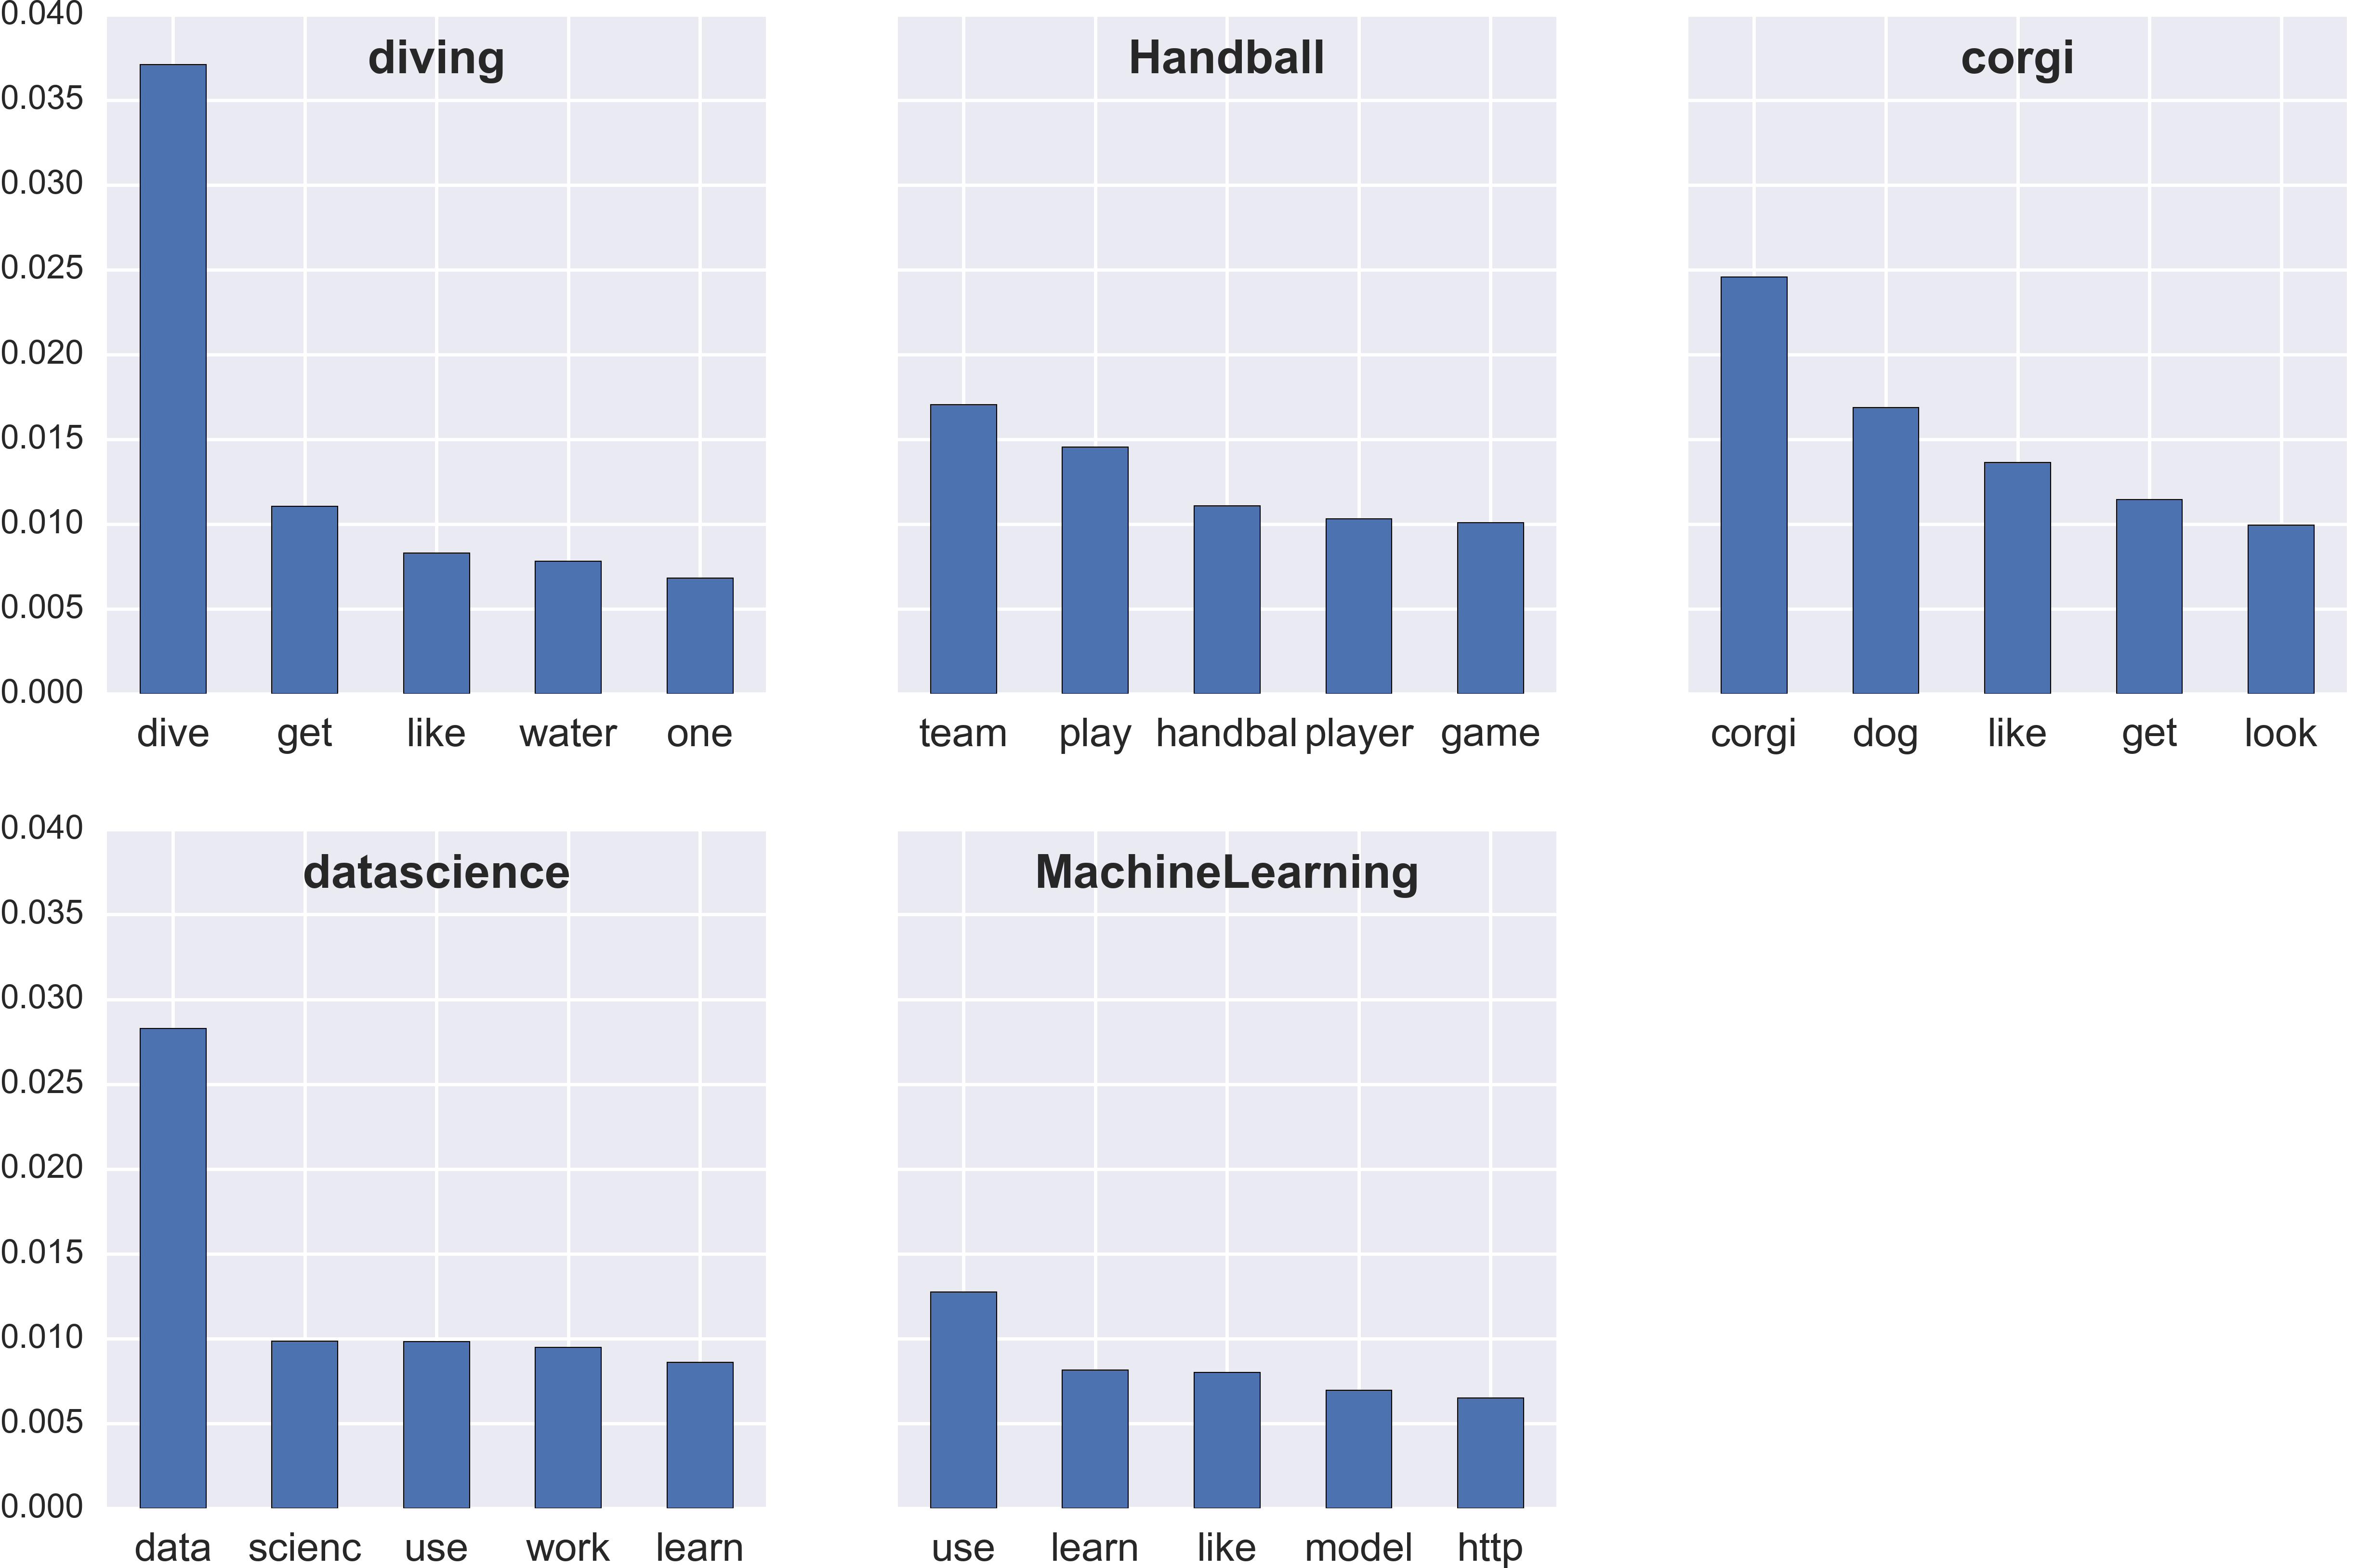 diving
Handball
corgi
0.040
0.035
0.030
0.025
0.020
0.015
0.010
0.005
0.000
dive get like water one
team play handbal player game
corgi dog like get look
datascience
MachineLearning
0.040
0.035
0.030
0.025
0.020
0.015
0.010
0.005
0.000
data scienc use work learn
use learn like model http